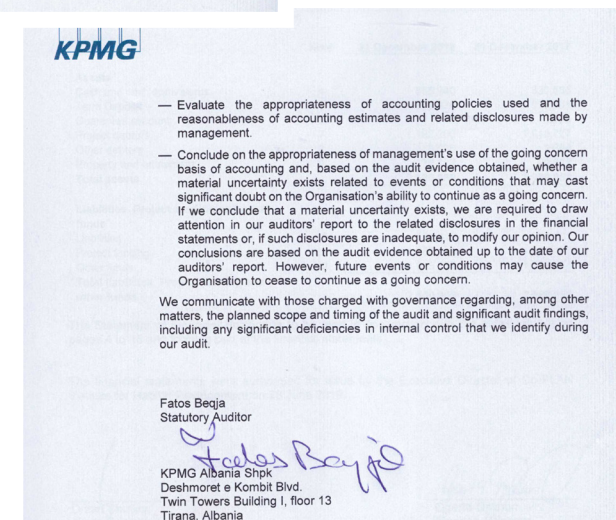 KPMG
— Evaluate the appropriateness of accounting policies used and the
reasonableness of accounting estimates and related disclosures made by
management.
— Conclude on the appropriateness of management's use of the going concern
basis of accounting and, based on the audit evidence obtained, whether a
material uncertainty exists related to events or conditions that may cast
significant doubt on the Organisation's ability to continue as a going concern.
If we conclude that a material uncertainty exists, we are required to draw
attention in our auditors' report to the related disclosures in the financial
statements or, if such disclosures are inadequate, to modify our opinion. Our
conclusions are based on the audit evidence obtained up to the date of our
auditors' report. However, future events or conditions may cause the
Organisation to cease to continue as a going concern.
We communicate with those charged with governance regarding, among other
matters, the planned scope and timing of the audit and significant audit findings,
including any significant deficiencies in internal control that we identify during
our audit.
Fatos Beqja
Statutory Auditor
Fatos Beqja
KPMG Albania Shpk
Deshmoret e Kombit Blvd.
Twin Towers Building I, floor 13
Tirana, Albania